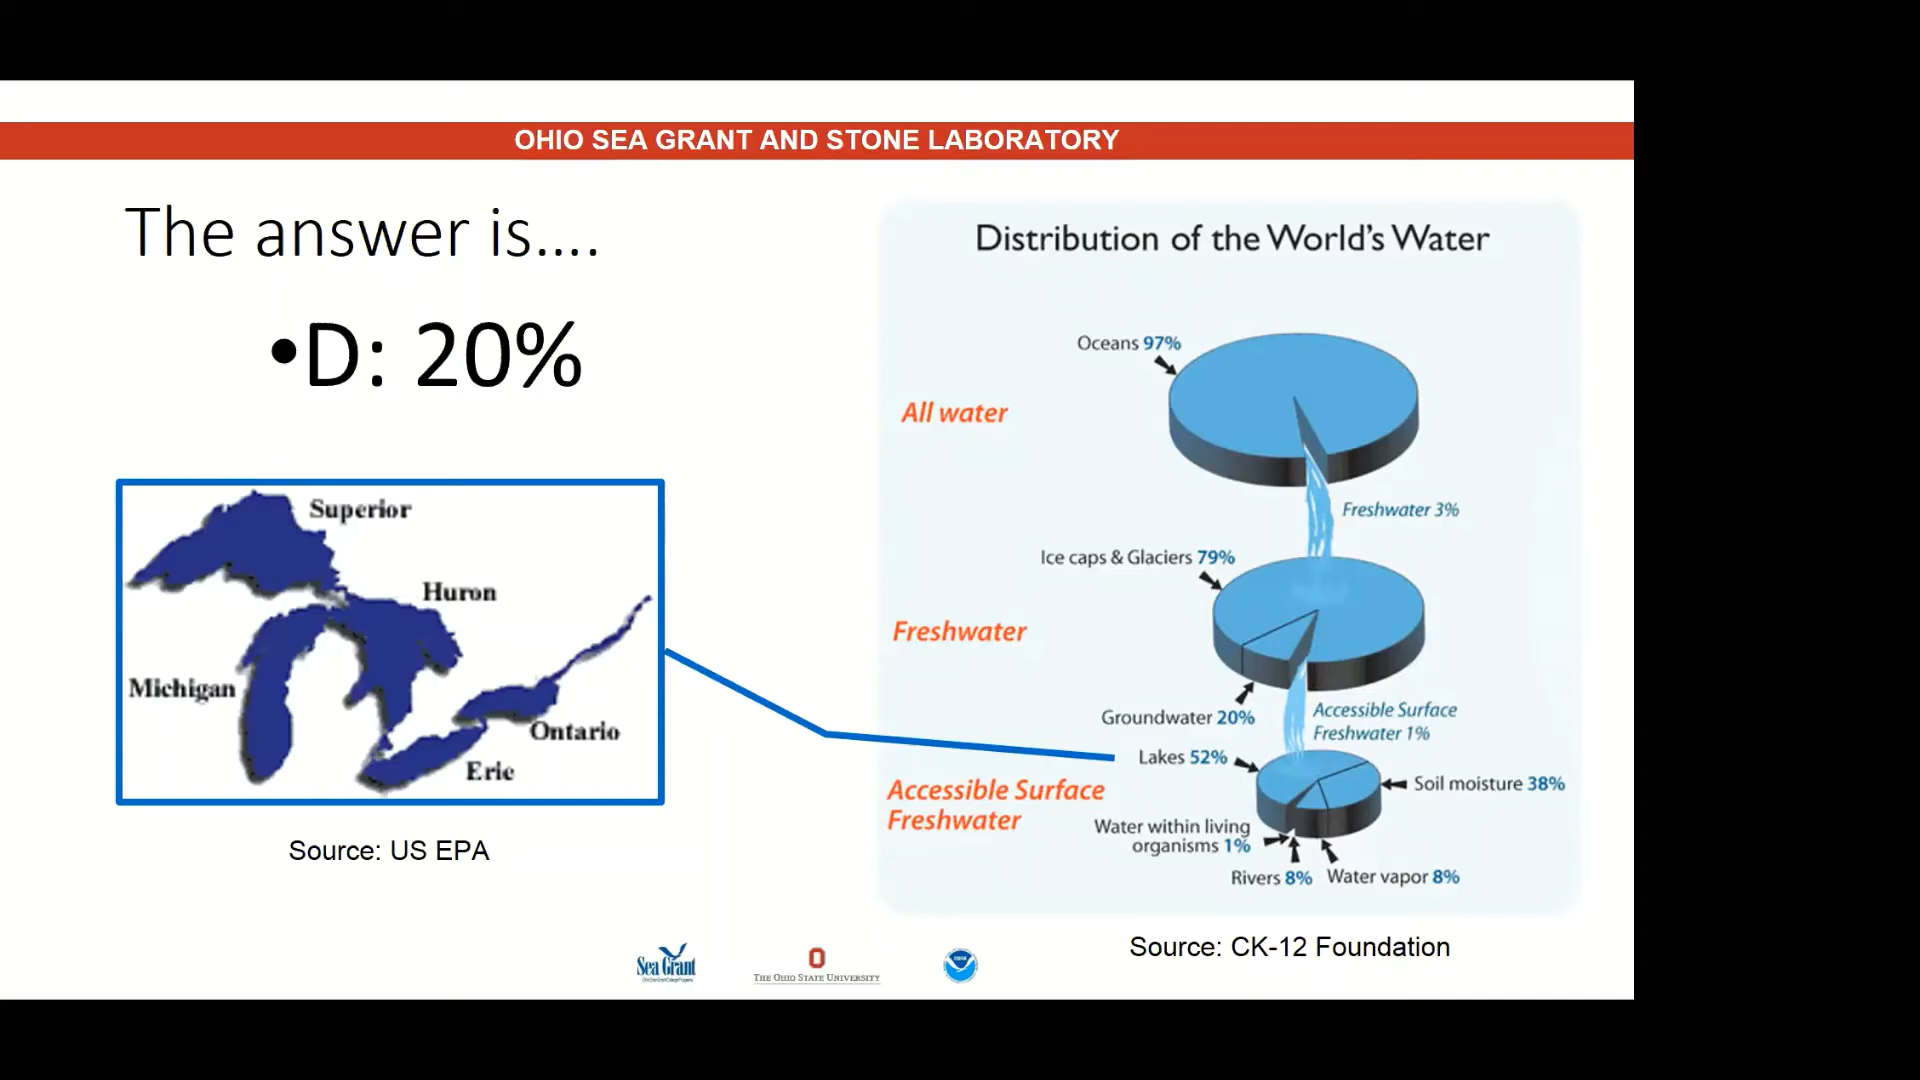 OHIO SEA GRANT AND STONE LABORATORY
The answer is....
•D: 20%
Superior
Huron
Michigan
Ontario
Erie
Source: US EPA
Distribution of the World's Water
Oceans 97%
All water
Freshwater 3%
Ice caps & Glaciers 79%
Freshwater
Groundwater 20%
Accessible Surface
Freshwater 1%
Lakes 52%
Soil moisture 38%
Accessible Surface
Freshwater
Water within living
organisms 1%
Rivers 8%
Water vapor 8%
Source: CK-12 Foundation
Sea Grant
THE OHIO STATE UNIVERSITY